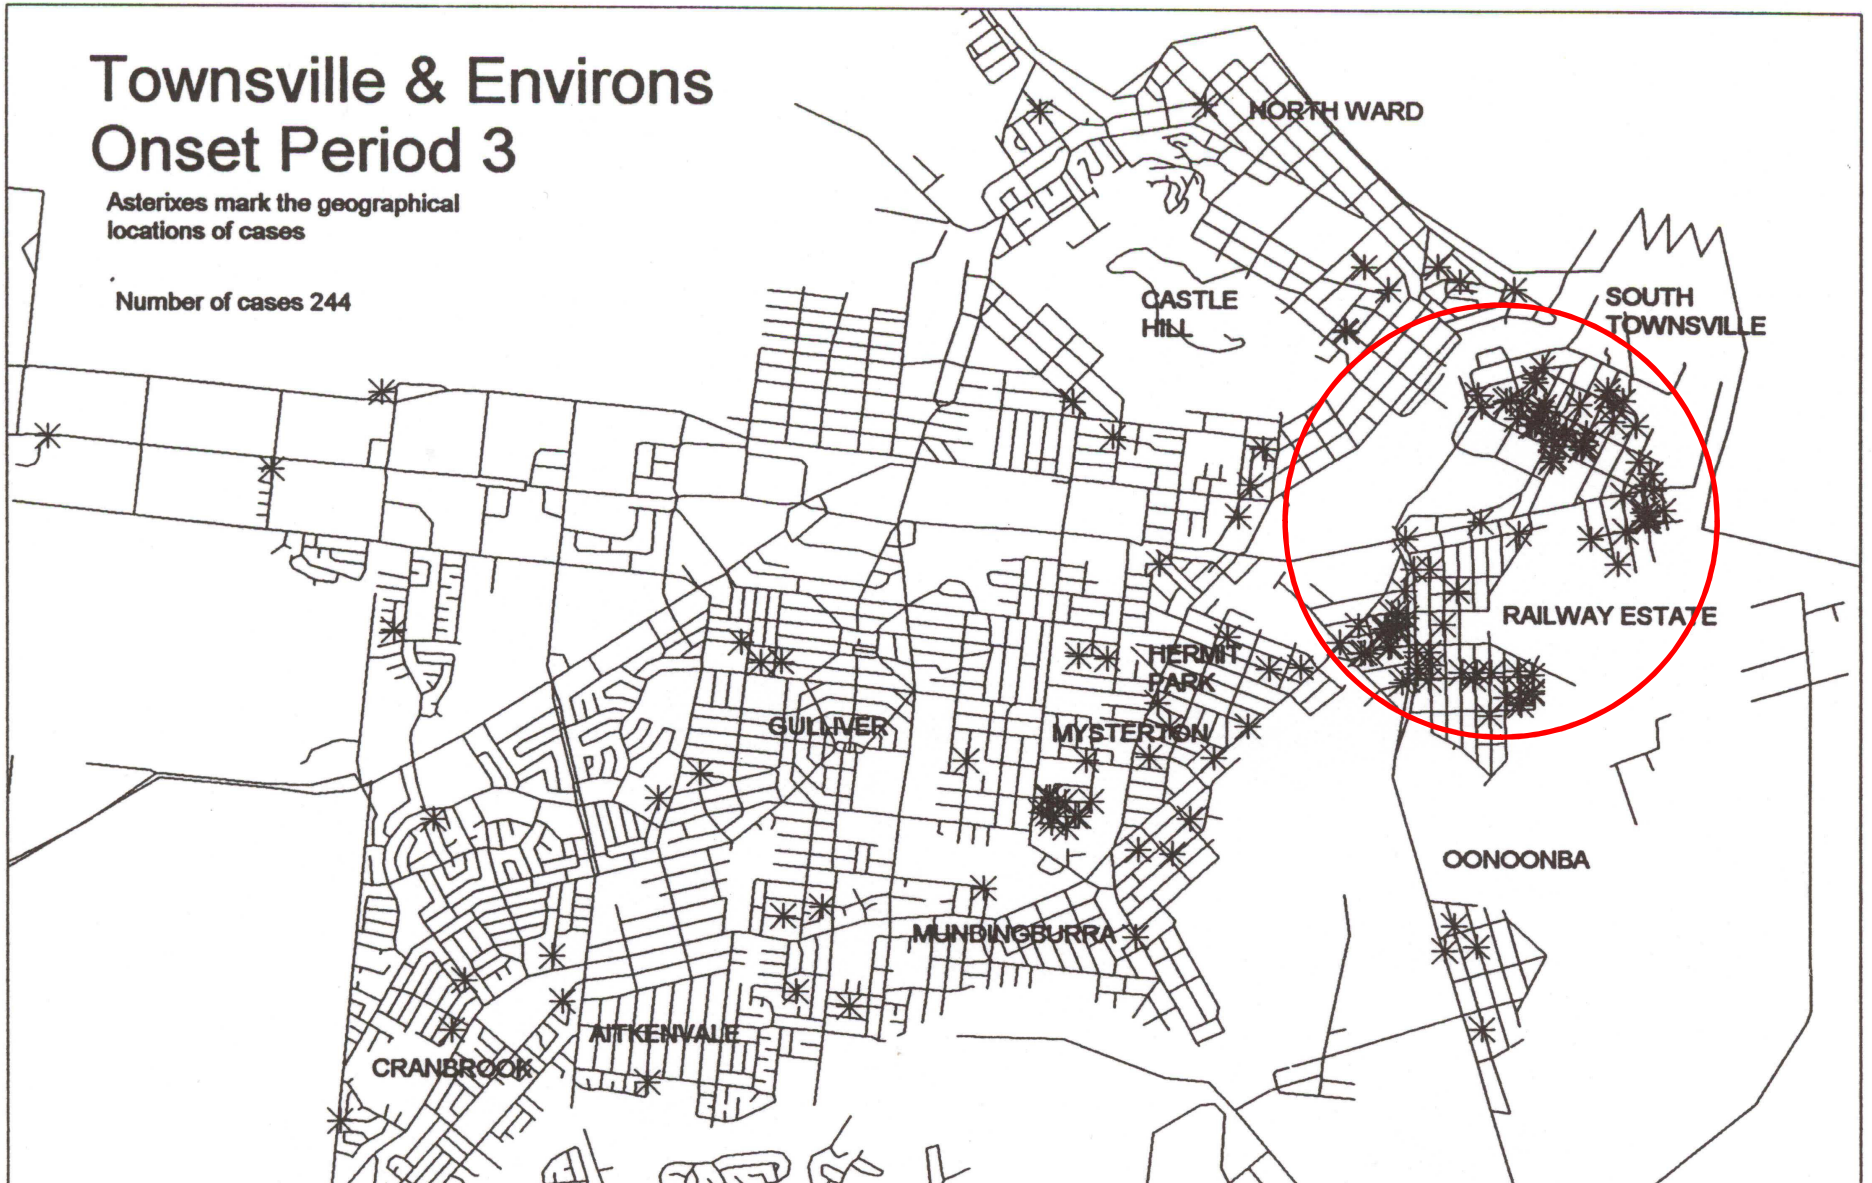 Townsville & Environs
Onset Period 3
Asterixes mark the geographical
locations of cases
Number of cases 244
NORTH WARD
CASTLE
HILL
SOUTH
TOWNSVILLE
RAILWAY ESTATE
HERMIT
PARK
GULLIVER
MYSTERTON
OONOONBA
MUNDINGBURRA
AITKENVALE
CRANBROOK